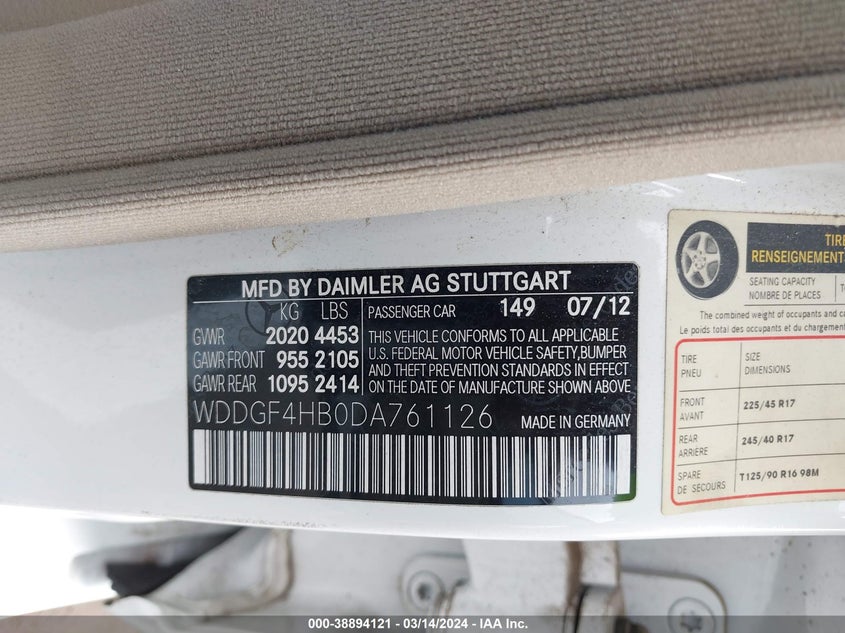 MFD BY DAIMLER AG STUTTGART
KG LBS
GVWR 2020 4453
GAWR FRONT 955 2105
GAWR REAR 1095 2414
PASSENGER CAR 149 07/12
THIS VEHICLE CONFORMS TO ALL APPLICABLE
U.S. FEDERAL MOTOR VEHICLE SAFETY,BUMPER
AND THEFT PREVENTION STANDARDS IN EFFECT
ON THE DATE OF MANUFACTURE SHOWN ABOVE
WDDGF4HB0DA761126 MADE IN GERMANY
TIRE
RENSEIGNEMENT
SEATING CAPACITY
NOMBRE DE PLACES
The combined weight of occupants and
Le poids total des occupants et du
TIRE SIZE
PNEU DIMENSIONS
FRONT 225/45 R17
AVANT
REAR 245/40 R17
ARRIÈRE
SPARE T125/90 R16 98M
DE SECOURS
000-38894121 / 03/14/2024 - IAA Inc.